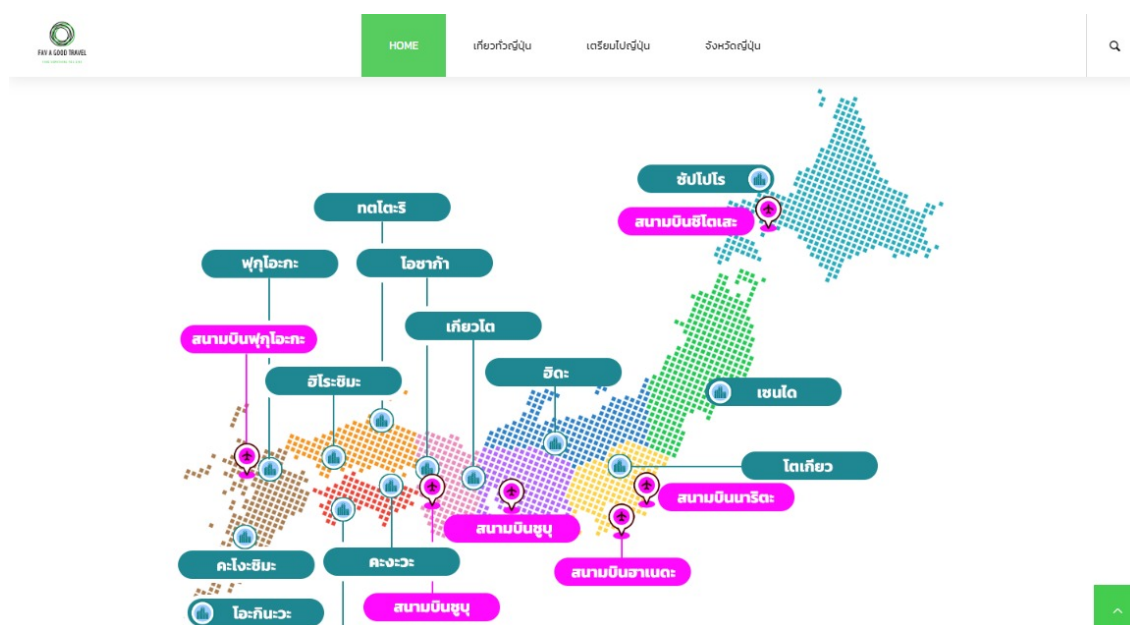 FAV A GOOD TRAVEL
HOME
เที่ยวทั่วญี่ปุ่น
เตรียมไปญี่ปุ่น
จังหวัดญี่ปุ่น
ซัปโปโร
สนามบินชิโตเสะ
ทตโตะริ
ฟุกุโอะกะ
โอซาก้า
เกียวโต
สนามบินฟุกุโอะกะ
ฮิโระชิมะ
ฮิดะ
เซนได
โตเกียว
สนามบินนาริตะ
สนามบินชูบุ
คะโงะชิมะ
คะงะวะ
สนามบินฮาเนดะ
สนามบินชูบุ
โอะกินะวะ